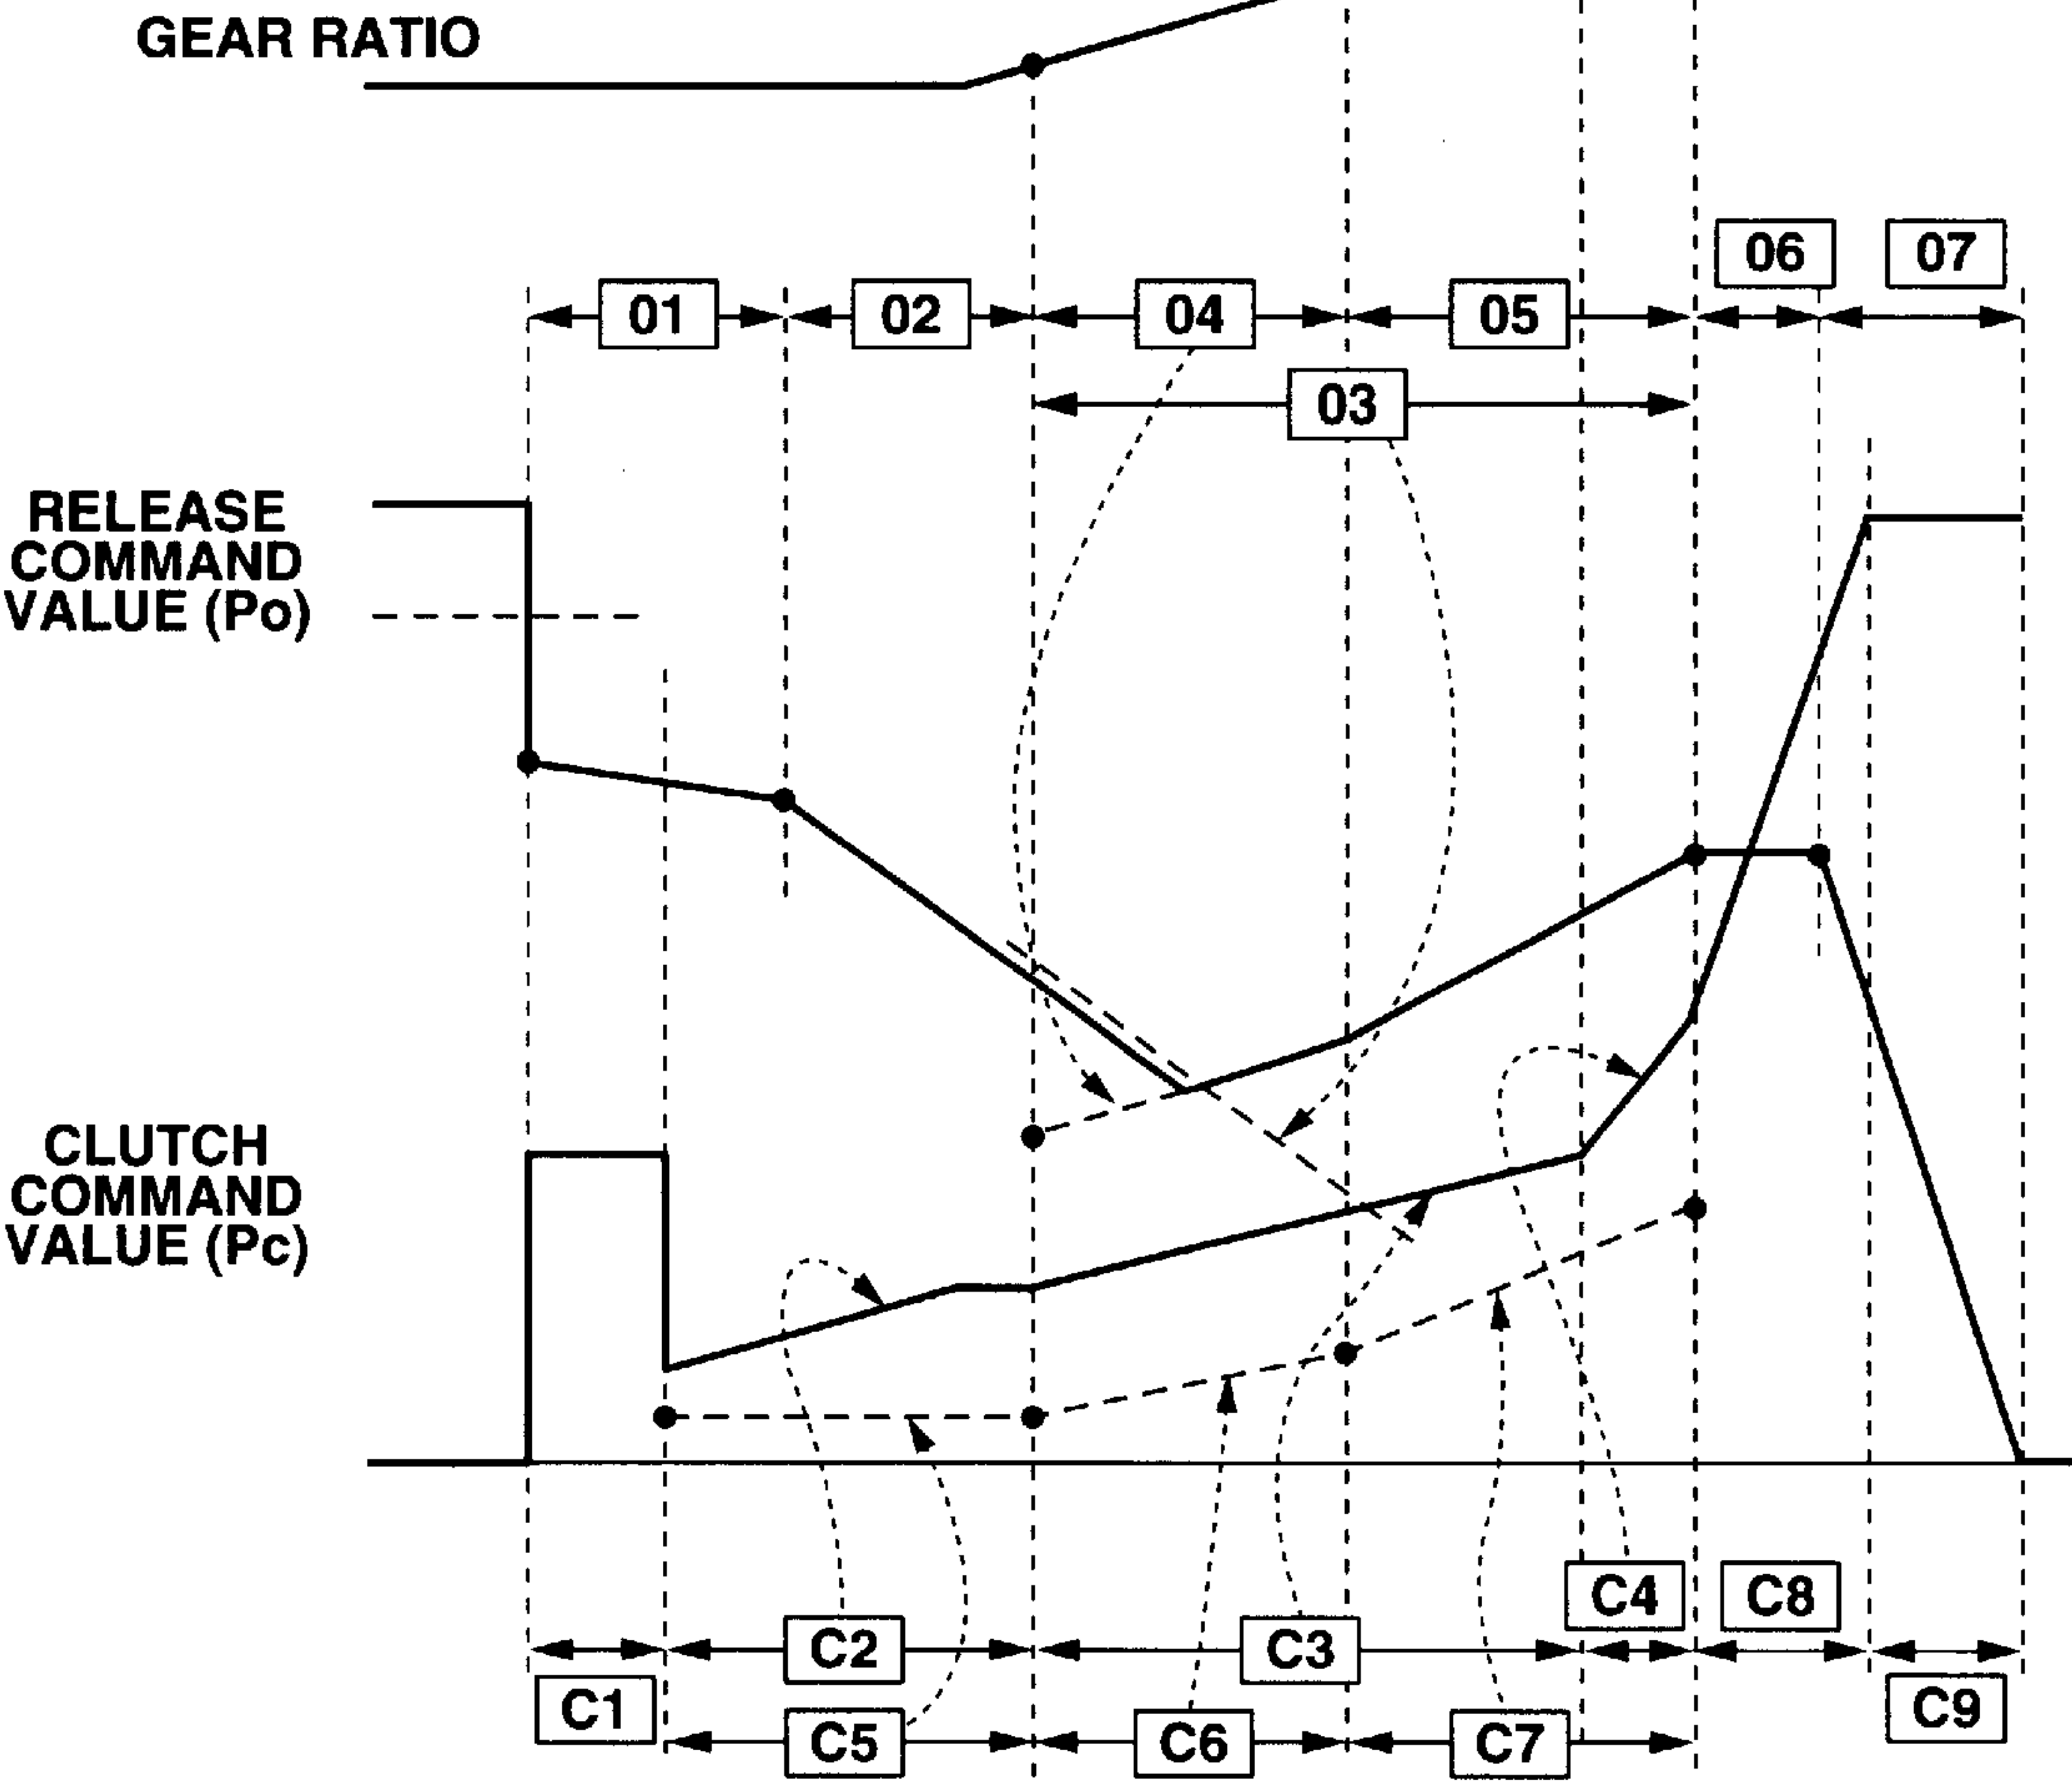 GEAR RATIO
06
07
01
02
04
05
03
RELEASE
COMMAND
VALUE (Po)
CLUTCH
COMMAND
VALUE (Pc)
C4
C8
C2
C3
C1
C9
C5
C6
C7